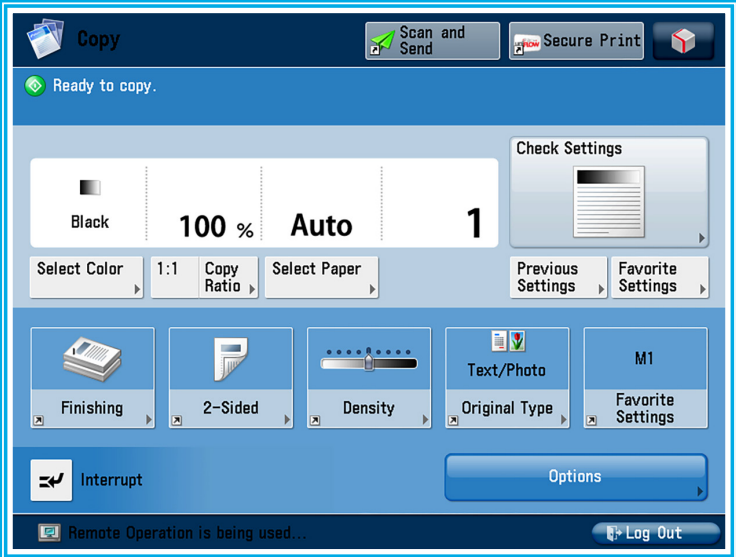 Copy
Scan and
Send
Secure Print
Ready to copy.
Check Settings
Black
100 %
Auto
1
Select Color
1:1
Copy
Ratio
Select Paper
Previous
Settings
Favorite
Settings
Text/Photo
M1
Finishing
2-Sided
Density
Original Type
Favorite
Settings
Interrupt
Options
Remote Operation is being used...
Log Out